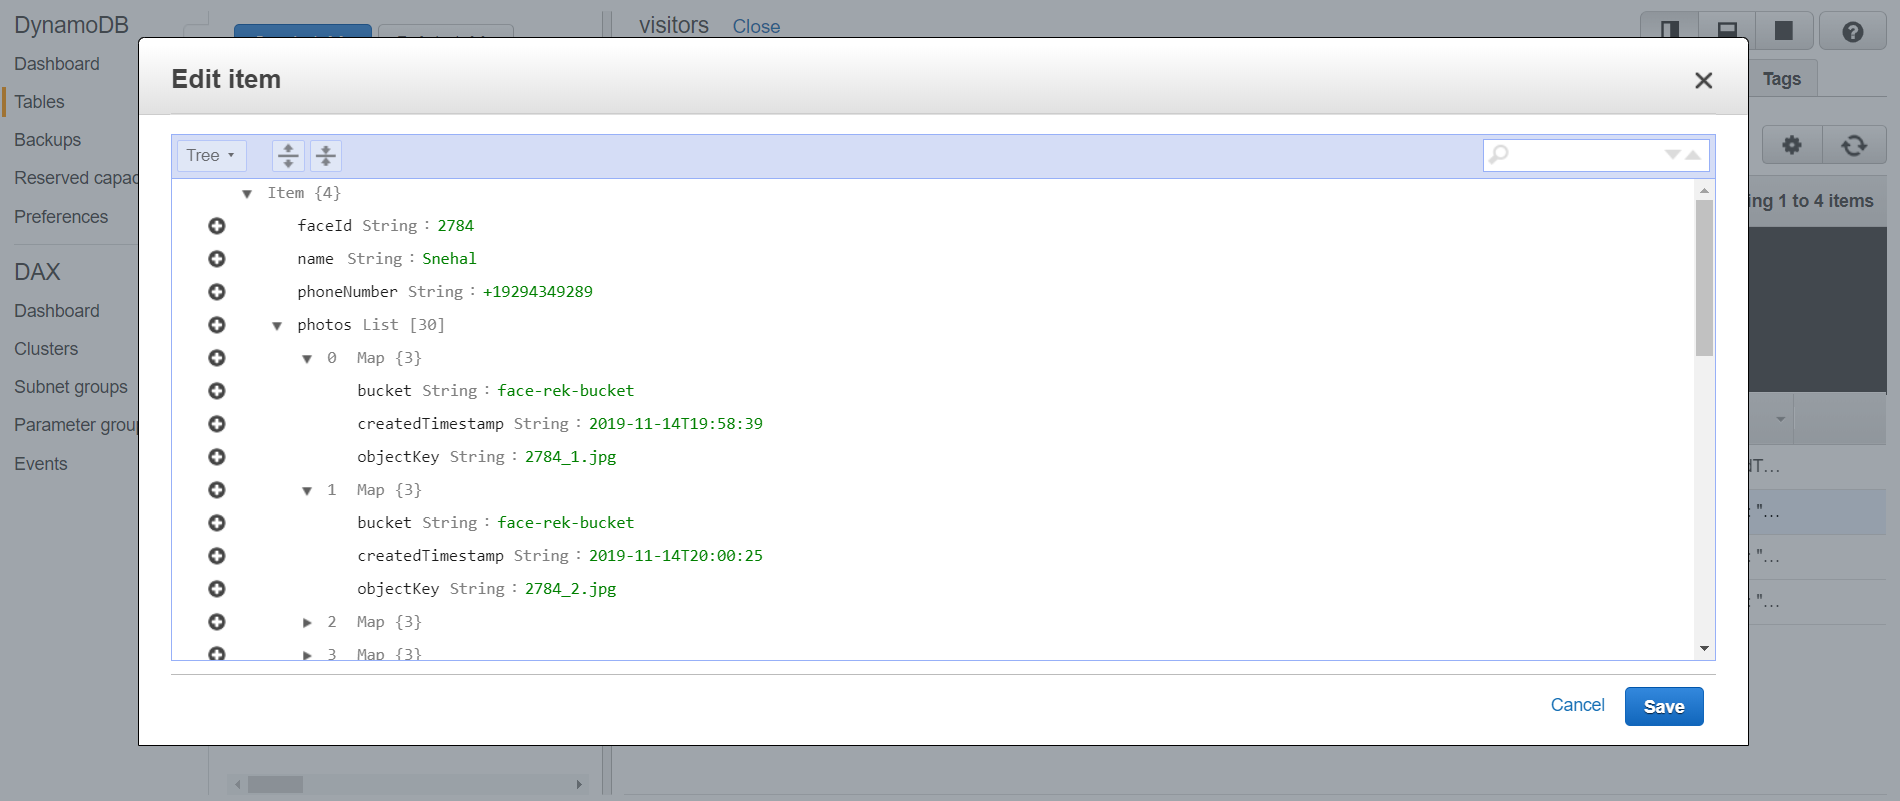 DynamoDB
Dashboard
Tables
Backups
Reserved capac
Preferences
DAX
Dashboard
Clusters
Subnet groups
Parameter group
Events
visitors Close
Tags
ing 1 to 4 items
dT...
: "...
: "...
: "...
Edit item
Tree
Item {4}
faceId String : 2784
name String : Snehal
phoneNumber String : +19294349289
photos List [30]
0 Map {3}
bucket String : face-rek-bucket
createdTimestamp String : 2019-11-14T19:58:39
objectKey String : 2784_1.jpg
1 Map {3}
bucket String : face-rek-bucket
createdTimestamp String : 2019-11-14T20:00:25
objectKey String : 2784_2.jpg
2 Map {3}
3 Map {3}
Cancel Save